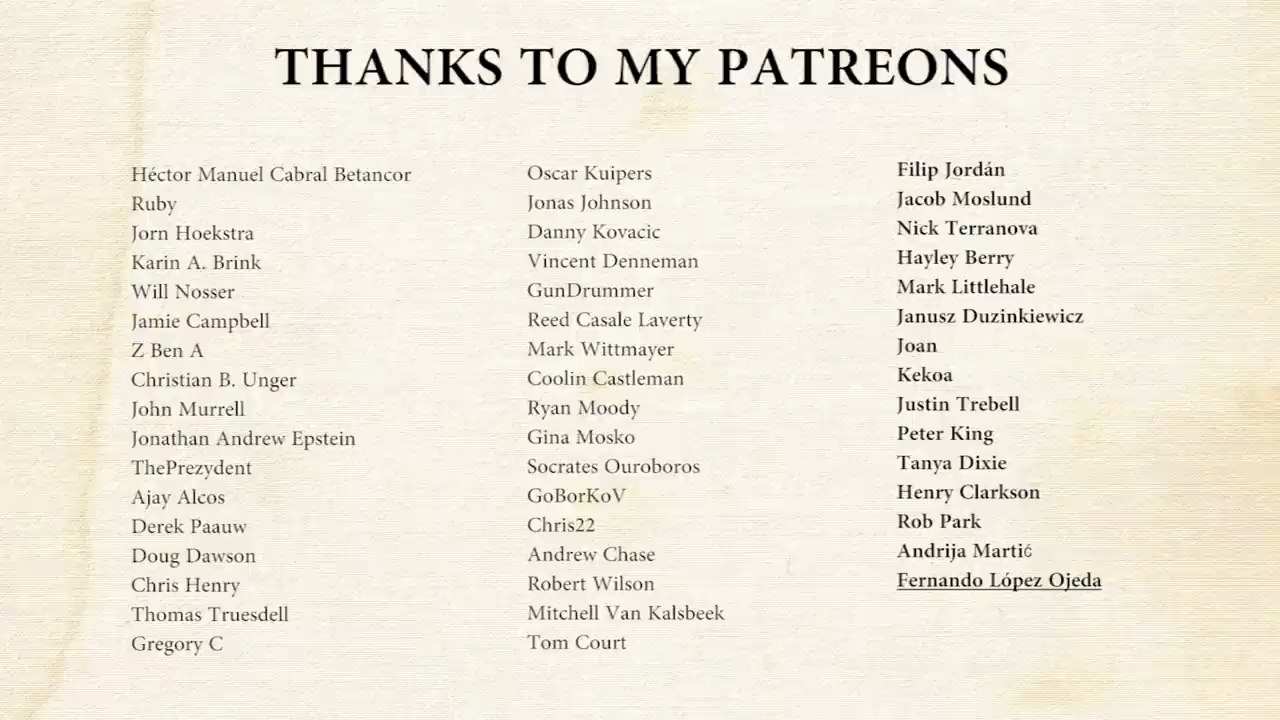 THANKS TO MY PATREONS
Héctor Manuel Cabral Betancor
Ruby
Jorn Hoekstra
Karin A. Brink
Will Nosser
Jamie Campbell
Z Ben A
Christian B. Unger
John Murrell
Jonathan Andrew Epstein
ThePrezydent
Ajay Alcos
Derek Paauw
Doug Dawson
Chris Henry
Thomas Truesdell
Gregory C
Oscar Kuipers
Jonas Johnson
Danny Kovacic
Vincent Denneman
GunDrummer
Reed Casale Laverty
Mark Wittmayer
Coolin Castleman
Ryan Moody
Gina Mosko
Socrates Ouroboros
GoBorKoV
Chris22
Andrew Chase
Robert Wilson
Mitchell Van Kalsbeek
Tom Court
Filip Jordán
Jacob Moslund
Nick Terranova
Hayley Berry
Mark Littlehale
Janusz Duzinkiewicz
Joan
Kekoa
Justin Trebell
Peter King
Tanya Dixie
Henry Clarkson
Rob Park
Andrija Martić
Fernando López Ojeda